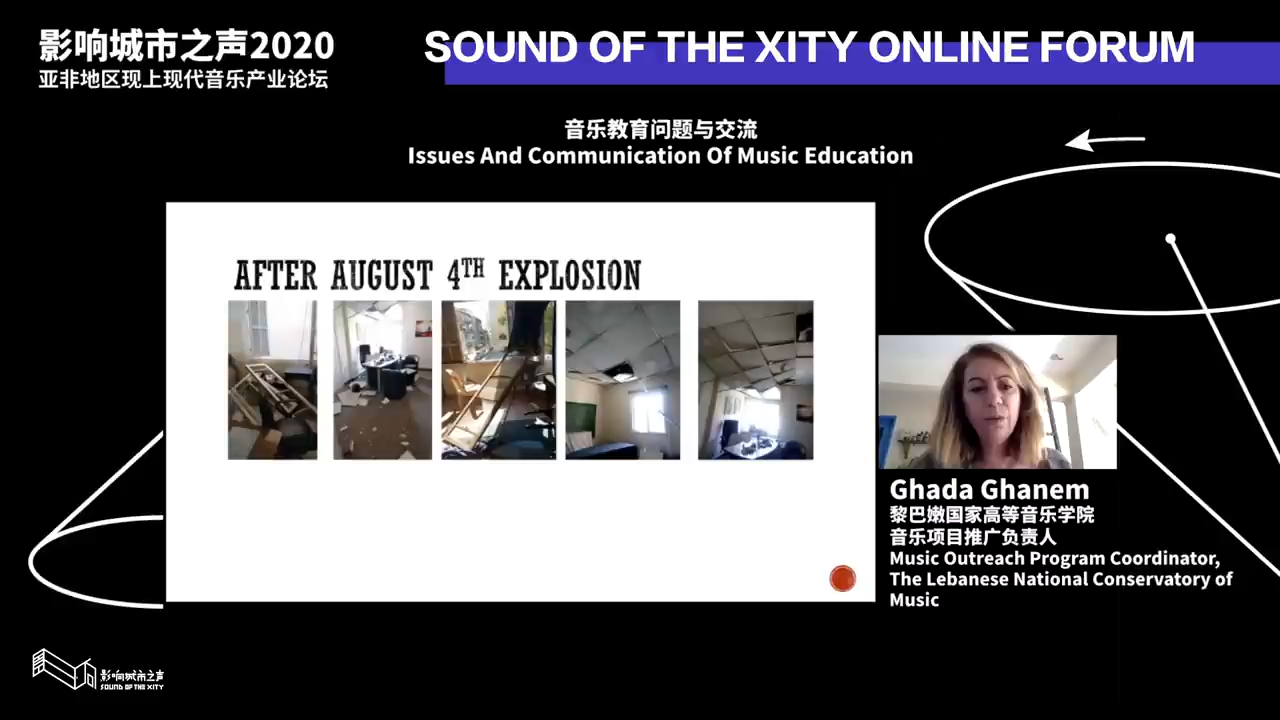 影响城市之声2020
亚非地区现上现代音乐产业论坛
SOUND OF THE XITY ONLINE FORUM
音乐教育问题与交流
Issues And Communication Of Music Education
AFTER AUGUST 4TH EXPLOSION
Ghada Ghanem
黎巴嫩国家高等音乐学院
音乐项目推广负责人
Music Outreach Program Coordinator,
The Lebanese National Conservatory of
Music
影响城市之声
SOUND OF THE XITY